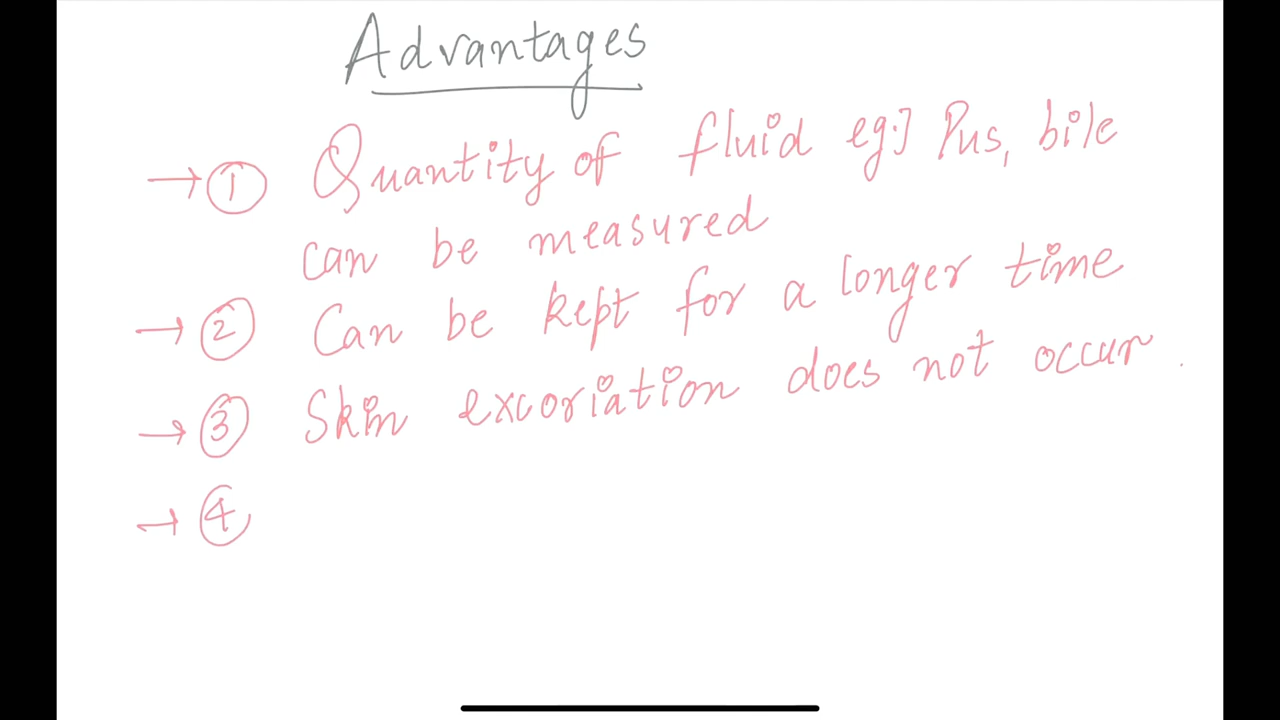 Advantages
→ ① Quantity of fluid eg:] Pus, bile
can be measured
→ ② Can be kept for a longer time
→ ③ Skin excoriation does not occur.
→ ④